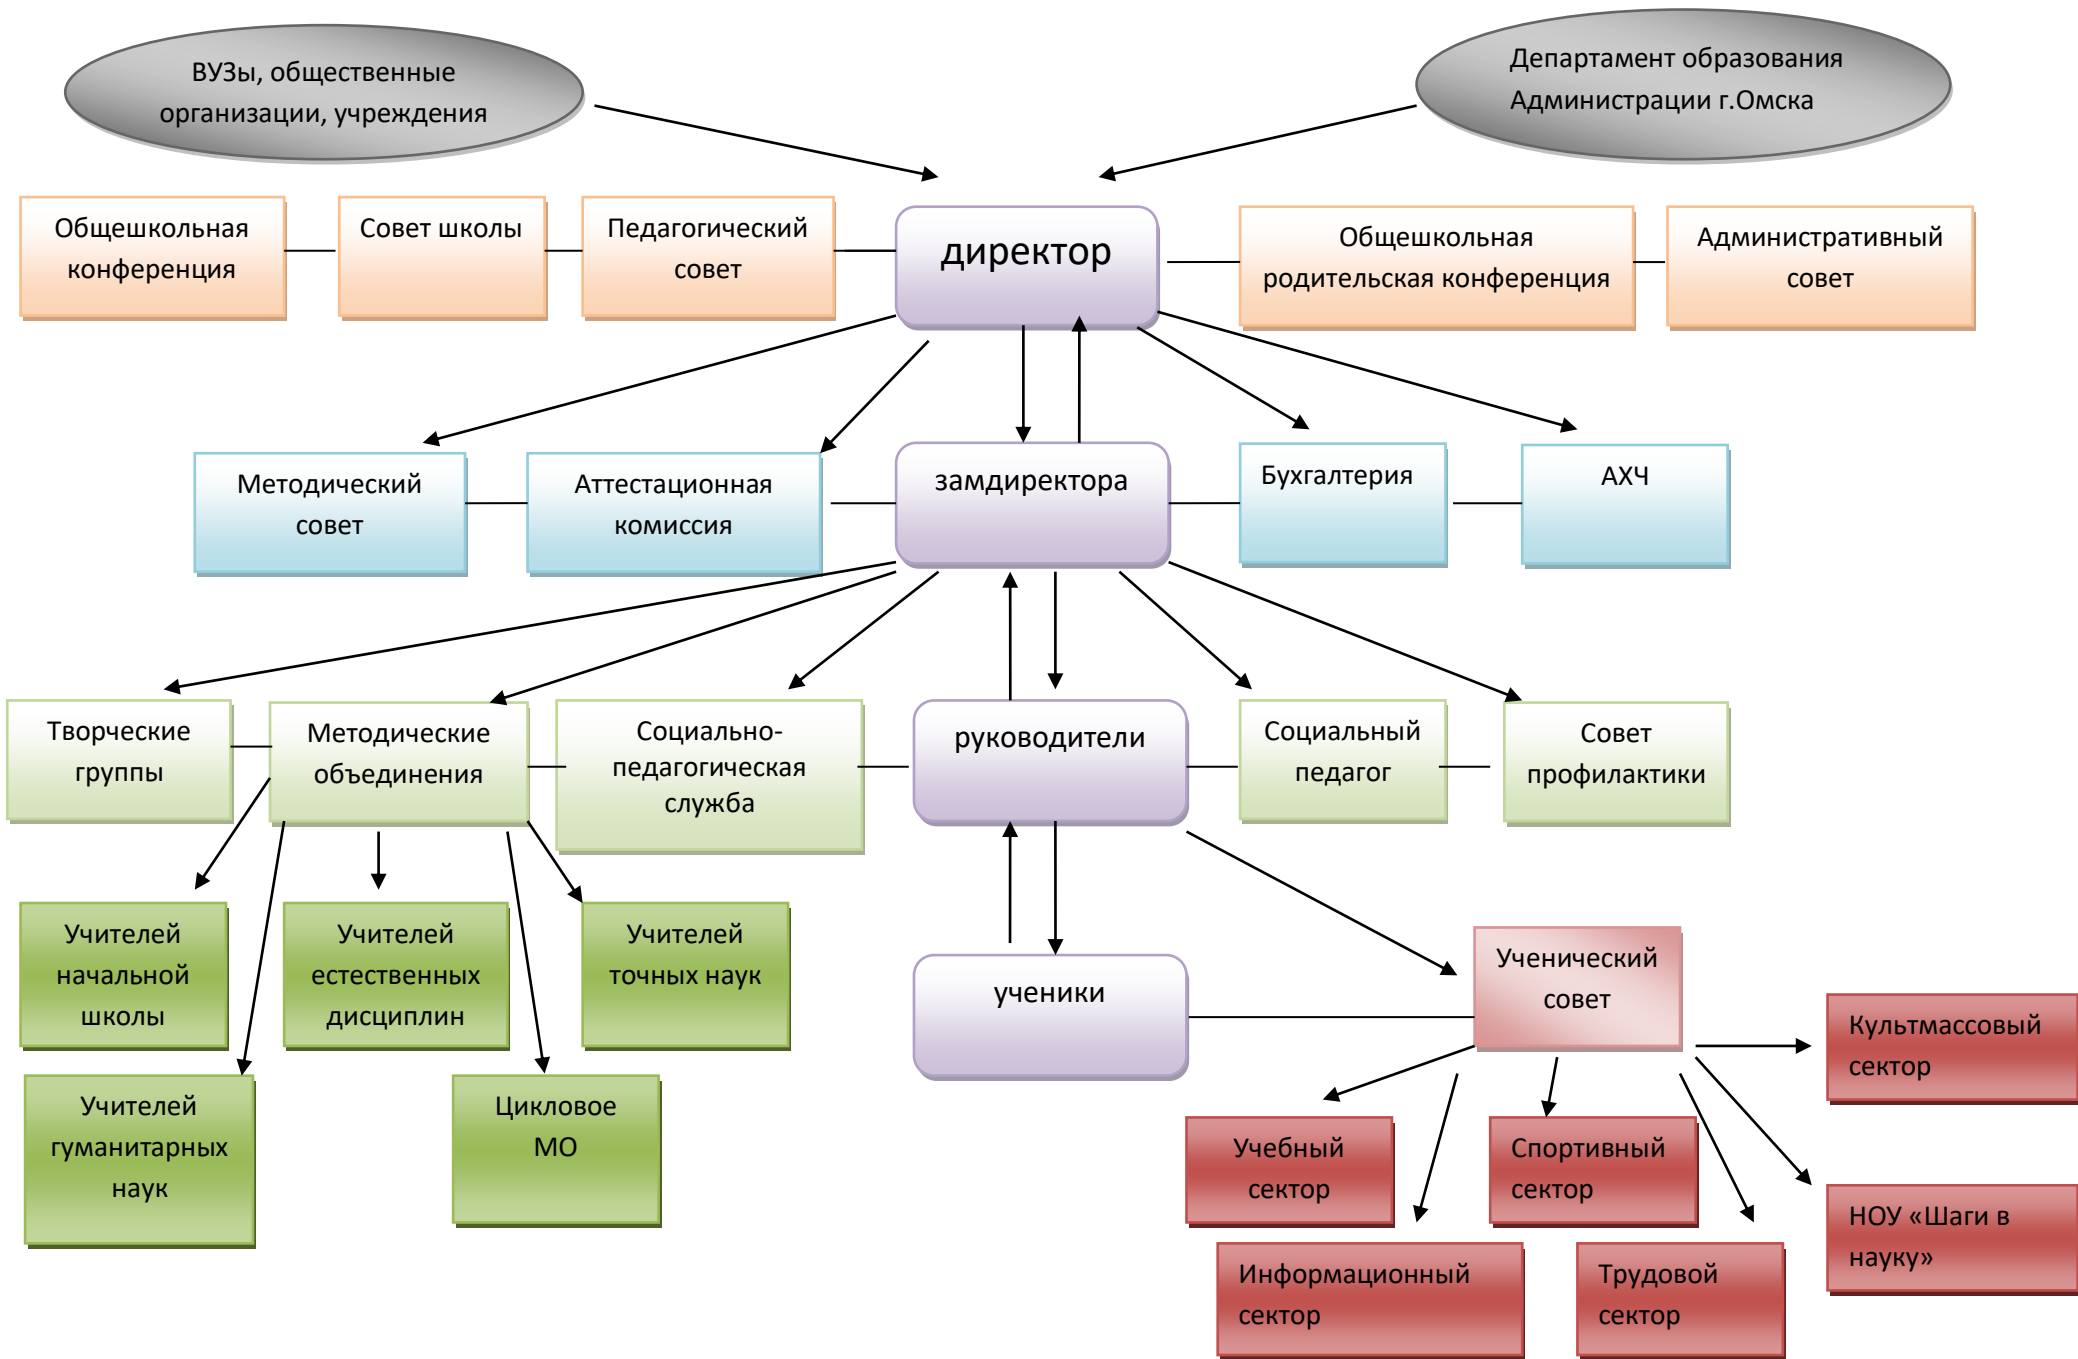 ВУЗы, общественные
организации, учреждения
Департамент образования
Администрации г.Омска
Общешкольная
конференция
Совет школы
Педагогический
совет
директор
Общешкольная
родительская конференция
Административный
совет
Методический
совет
Аттестационная
комиссия
замдиректора
Бухгалтерия
АХЧ
Творческие
группы
Методические
объединения
Социально-
педагогическая
служба
руководители
Социальный
педагог
Совет
профилактики
Учителей
начальной
школы
Учителей
естественных
дисциплин
Учителей
точных наук
ученики
Ученический
совет
Культмассовый
сектор
Учителей
гуманитарных
наук
Цикловое
МО
Учебный
сектор
Спортивный
сектор
НОУ «Шаги в
науку»
Информационный
сектор
Трудовой
сектор